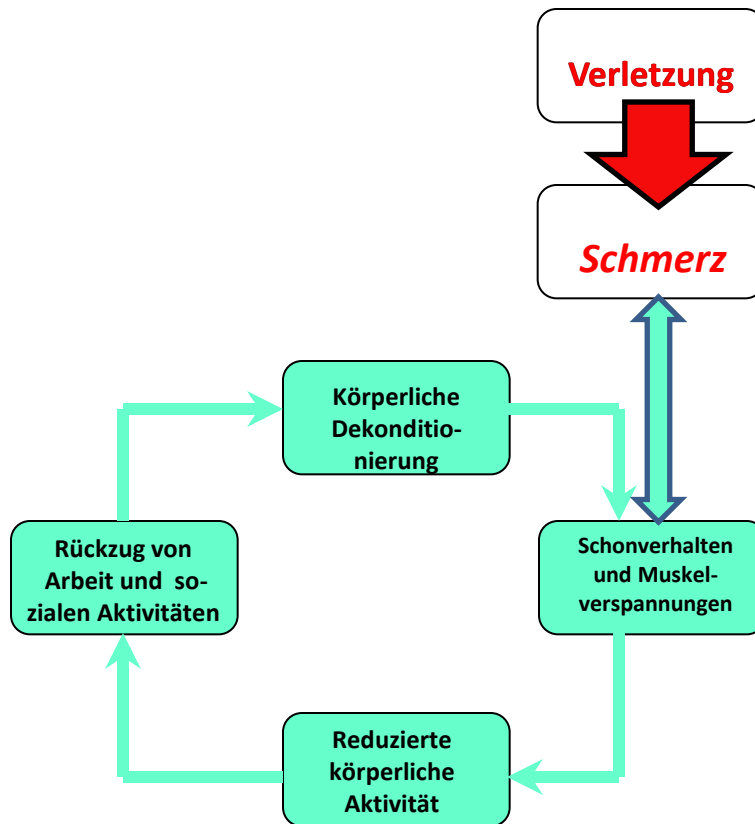 Verletzung
Schmerz
Körperliche
Dekonditio-
nierung
Rückzug von
Arbeit und so-
zialen Aktivitäten
Schonverhalten
und Muskel-
verspannungen
Reduzierte
körperliche
Aktivität